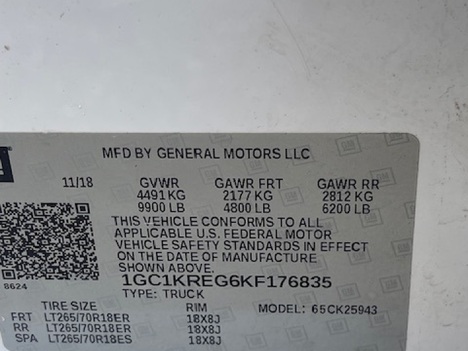 MFD BY GENERAL MOTORS LLC
11/18 GVWR GAWR FRT GAWR RR
4491 KG 2177 KG 2812 KG
9900 LB 4800 LB 6200 LB
THIS VEHICLE CONFORMS TO ALL
APPLICABLE U.S. FEDERAL MOTOR
VEHICLE SAFETY STANDARDS IN EFFECT
ON THE DATE OF MANUFACTURE
SHOWN ABOVE.
8624 1GC1KREG6KF176835
TYPE: TRUCK
TIRE SIZE RIM MODEL: 65CK25943
FRT LT265/70R18ER 18X8J
RR LT265/70R18ER 18X8J
SPA LT265/70R18ES 18X8J